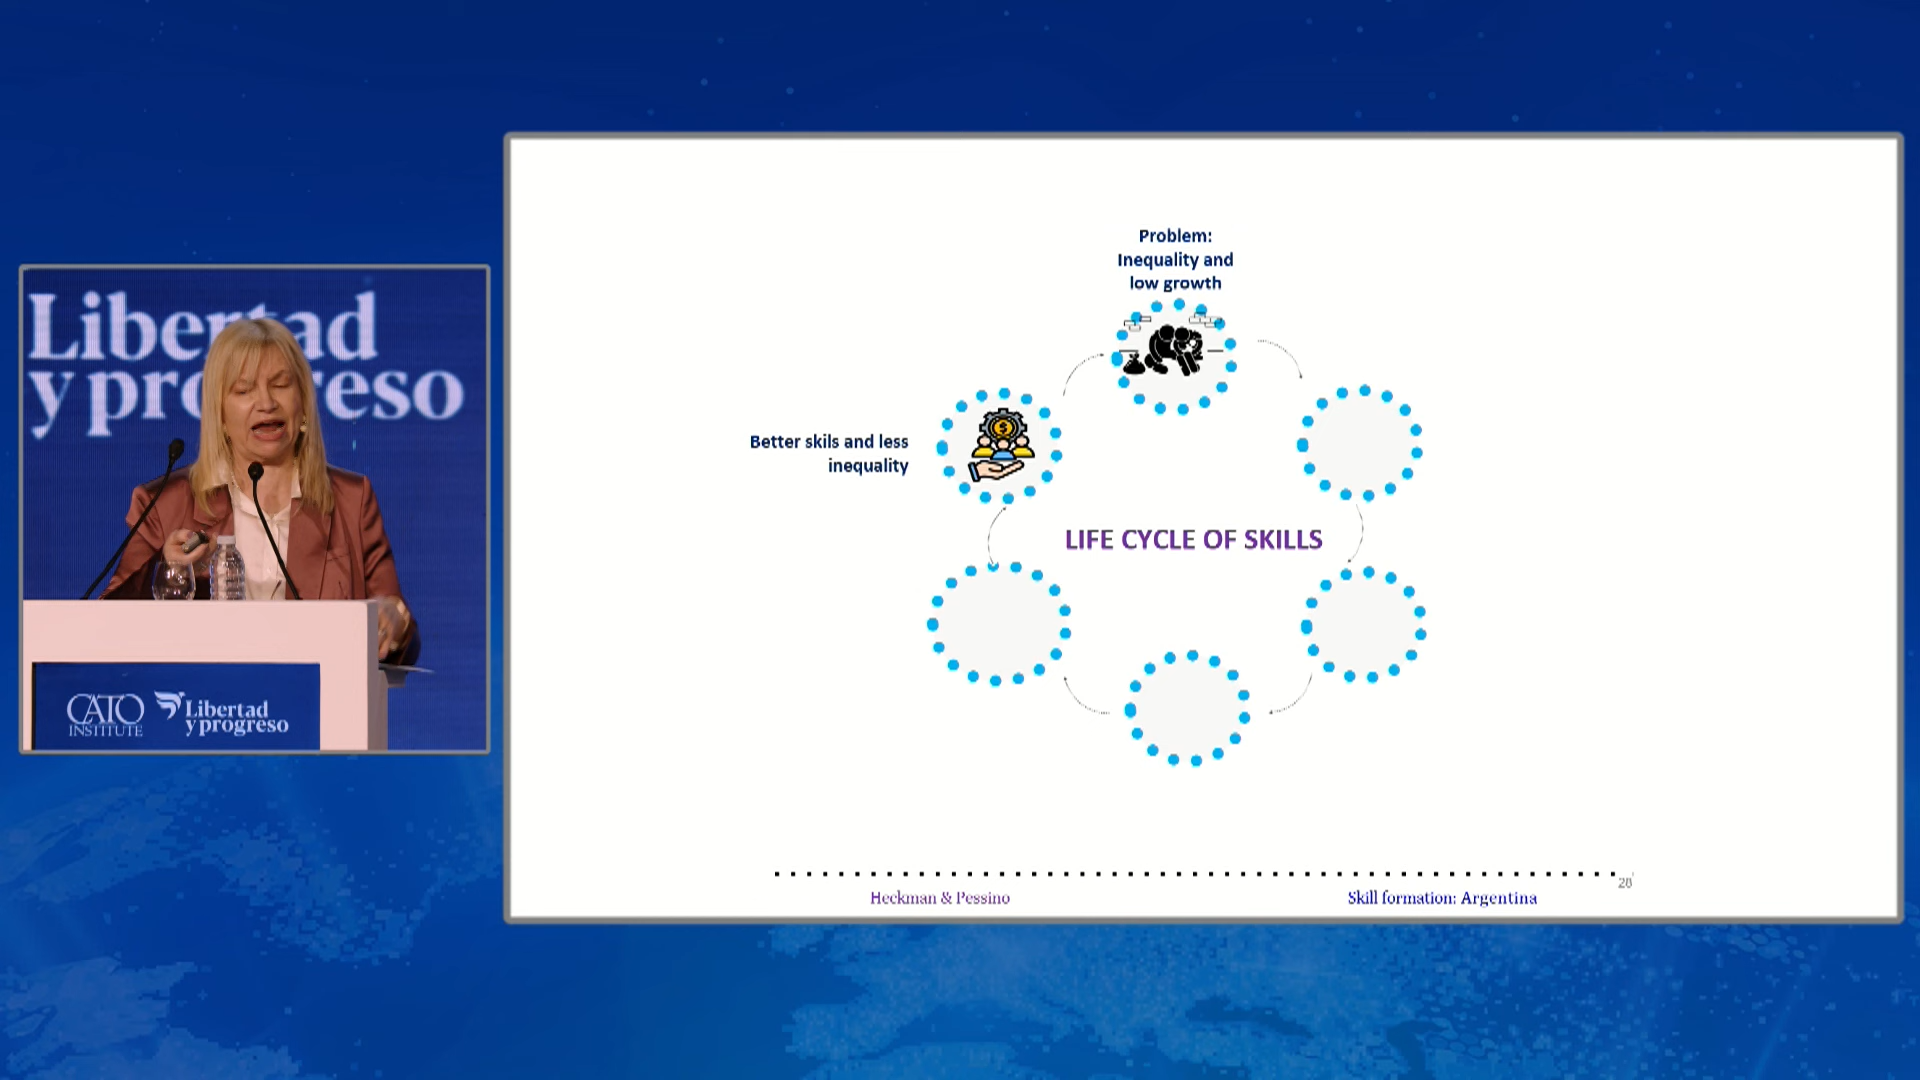 Libertad
y progreso
CATO
INSTITUTE
Libertad
y progreso
Problem:
Inequality and
low growth
Better skils and less
inequality
LIFE CYCLE OF SKILLS
28
Heckman & Pessino
Skill formation: Argentina